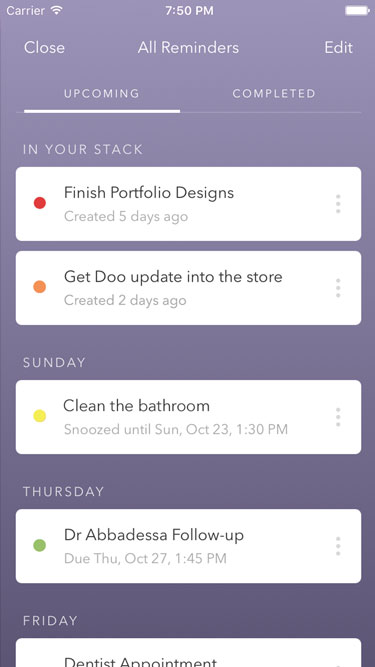 Carrier 7:50 PM
Close All Reminders Edit
UPCOMING COMPLETED
IN YOUR STACK
Finish Portfolio Designs
Created 5 days ago
Get Doo update into the store
Created 2 days ago
SUNDAY
Clean the bathroom
Snoozed until Sun, Oct 23, 1:30 PM
THURSDAY
Dr Abbadessa Follow-up
Due Thu, Oct 27, 1:45 PM
FRIDAY
Dentist Appointment